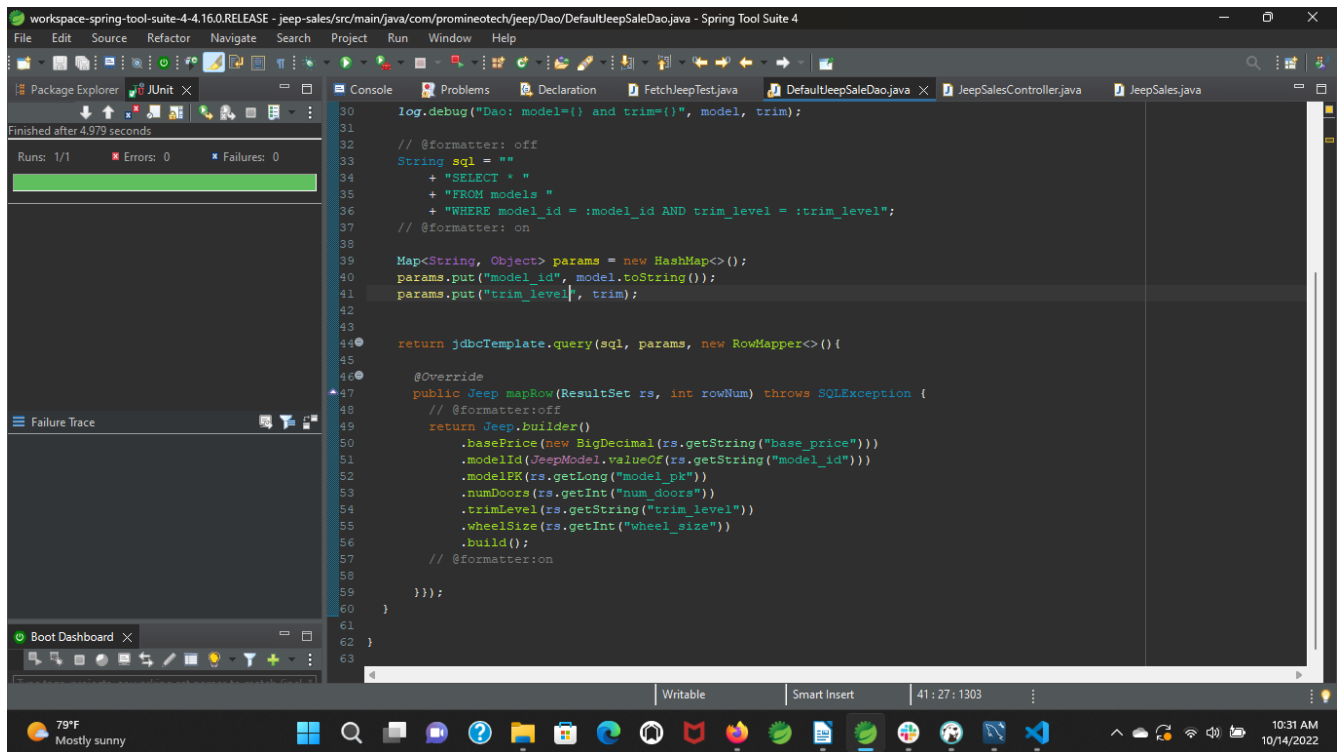 workspace-spring-tool-suite-4-4.16.0.RELEASE - jeep-sales/src/main/java/com/promineotech/jeep/Dao/DefaultJeepSaleDao.java - Spring Tool Suite 4
File Edit Source Refactor Navigate Search Project Run Window Help
Package Explorer JUnit
Finished after 4.979 seconds
Runs: 1/1 Errors: 0 Failures: 0
Failure Trace
Boot Dashboard
Console Problems Declaration FetchJeepTest.java DefaultJeepSaleDao.java JeepSalesController.java JeepSales.java
30 log.debug("Dao: model={} and trim={}", model, trim);
31
32 // @formatter: off
33 String sql = ""
34 + "SELECT * "
35 + "FROM models "
36 + "WHERE model_id = :model_id AND trim_level = :trim_level";
37 // @formatter: on
38
39 Map<String, Object> params = new HashMap<>();
40 params.put("model_id", model.toString());
41 params.put("trim_level", trim);
42
43
44 return jdbcTemplate.query(sql, params, new RowMapper<>(){
45
46 @Override
47 public Jeep mapRow(ResultSet rs, int rowNum) throws SQLException {
48 // @formatter:off
49 return Jeep.builder()
50 .basePrice(new BigDecimal(rs.getString("base_price")))
51 .modelId(JeepModel.valueOf(rs.getString("model_id")))
52 .modelPK(rs.getLong("model_pk"))
53 .numDoors(rs.getInt("num_doors"))
54 .trimLevel(rs.getString("trim_level"))
55 .wheelSize(rs.getInt("wheel_size"))
56 .build();
57 // @formatter:on
58
59 }});
60 }
61
62 }
63
Writable Smart Insert 41 : 27 : 1303
79°F
Mostly sunny
10:31 AM
10/14/2022